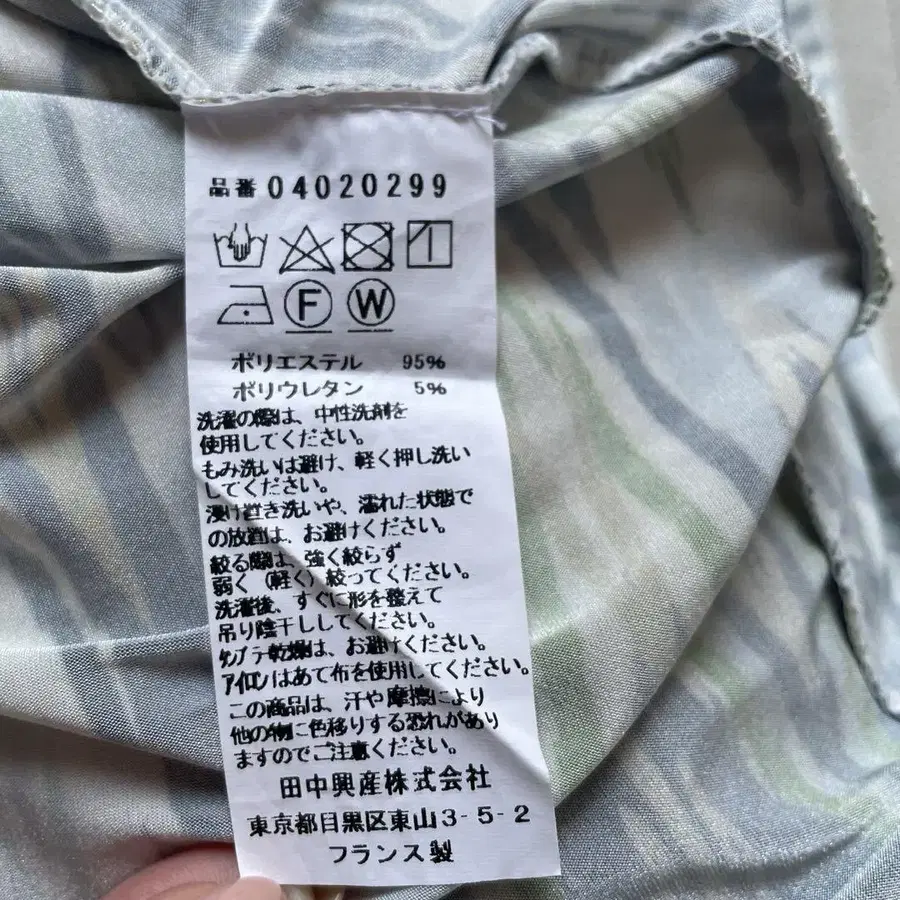 品番 04020299
F W
ポリエステル 95%
ポリウレタン 5%
洗濯の際は、中性洗剤を
使用してください。
もみ洗いは避け、軽く押し洗い
してください。
浸け置き洗いや、濡れた状態で
の放置は、お避けください。
絞る際は、強く絞らず
弱く（軽く）絞ってください。
洗濯後、すぐに形を整えて
吊り陰干ししてください。
タンブラ乾燥は、お避けください。
アイロンはあて布を使用してください。
この商品は、汗や摩擦により
他の物に色移りする恐れがあり
ますのでご注意ください。
田中興産株式会社
東京都目黒区東山3-5-2
フランス製